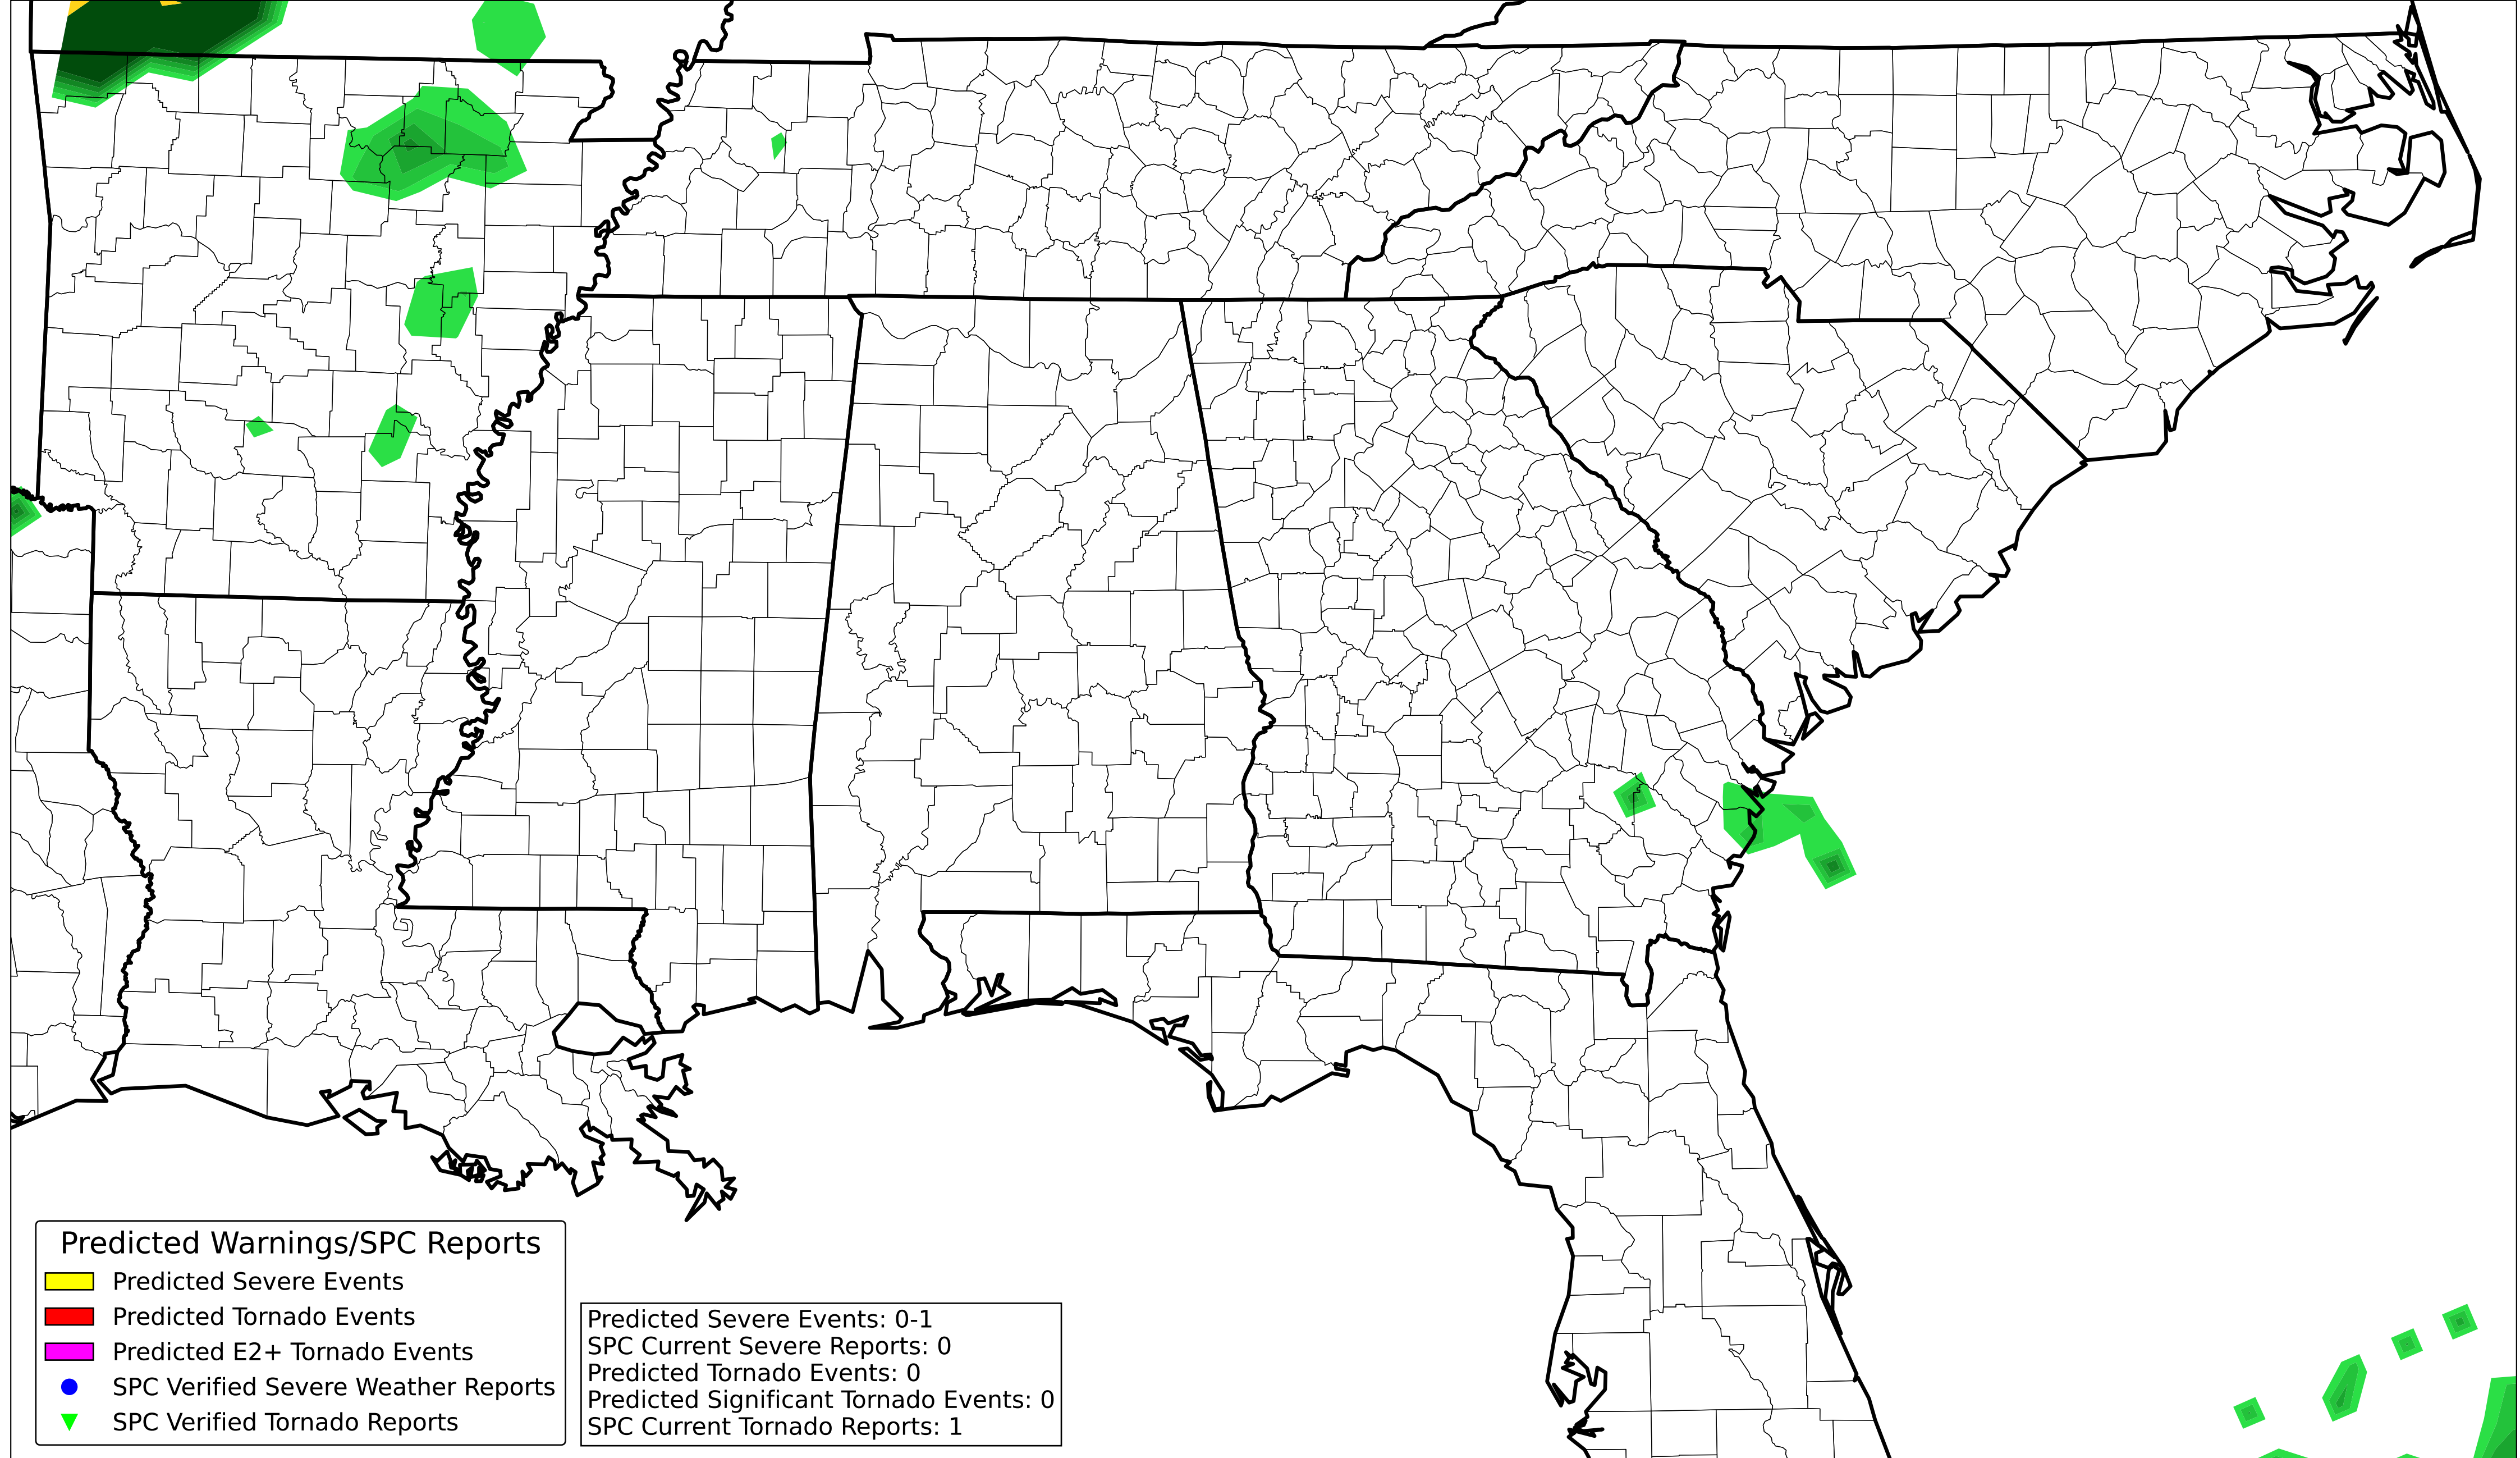 Predicted Warnings/SPC Reports
Predicted Severe Events
Predicted Tornado Events
Predicted E2+ Tornado Events
SPC Verified Severe Weather Reports
SPC Verified Tornado Reports
Predicted Severe Events: 0-1
SPC Current Severe Reports: 0
Predicted Tornado Events: 0
Predicted Significant Tornado Events: 0
SPC Current Tornado Reports: 1